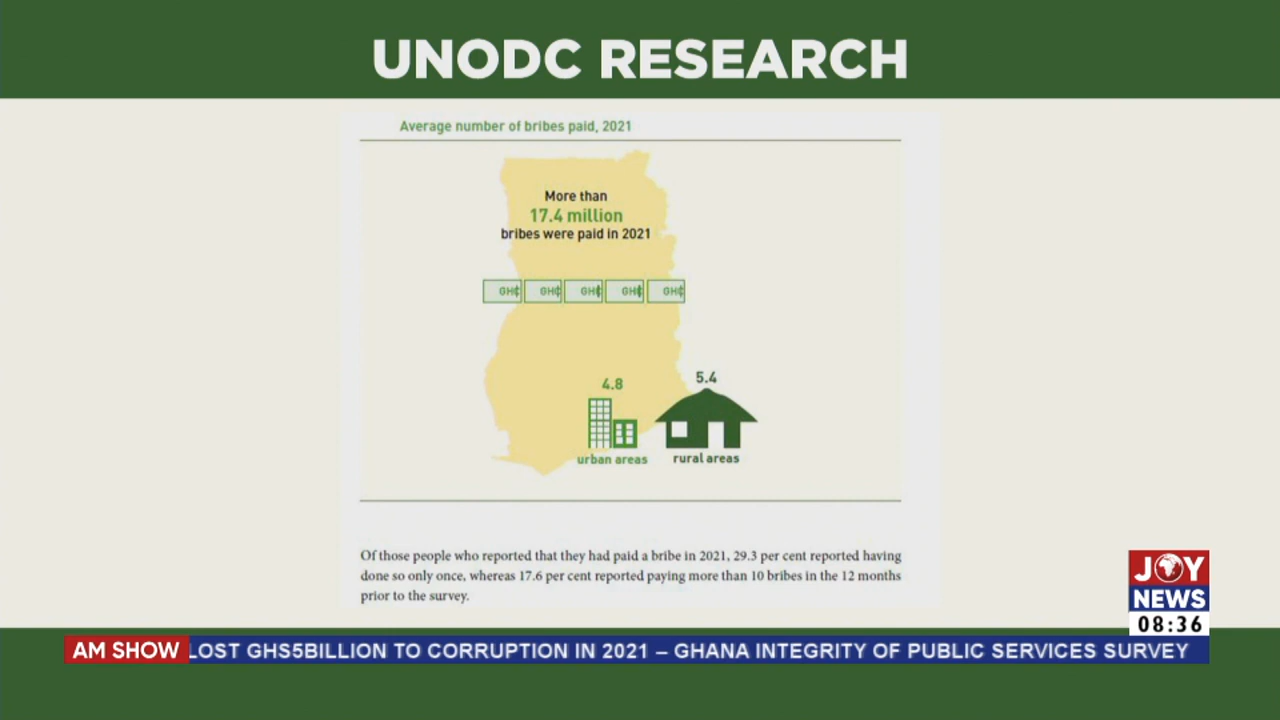 UNODC RESEARCH
Average number of bribes paid, 2021
More than
17.4 million
bribes were paid in 2021
GH₵ GH₵ GH₵ GH₵ GH₵
4.8
5.4
urban areas
rural areas
Of those people who reported that they had paid a bribe in 2021, 29.3 per cent reported having
done so only once, whereas 17.6 per cent reported paying more than 10 bribes in the 12 months
prior to the survey.
JOY
NEWS
08:36
AM SHOW
LOST GHS5BILLION TO CORRUPTION IN 2021 – GHANA INTEGRITY OF PUBLIC SERVICES SURVEY